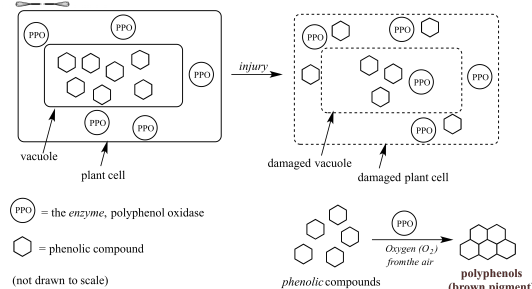 PPO PPO PPO PPO PPO
injury
PPO PPO PPO PPO PPO
vacuole
plant cell
damaged vacuole
damaged plant cell
PPO = the enzyme, polyphenol oxidase
= phenolic compound
(not drawn to scale)
PPO
Oxygen (O2)
fromthe air
phenolic compounds
polyphenols
(brown pigment